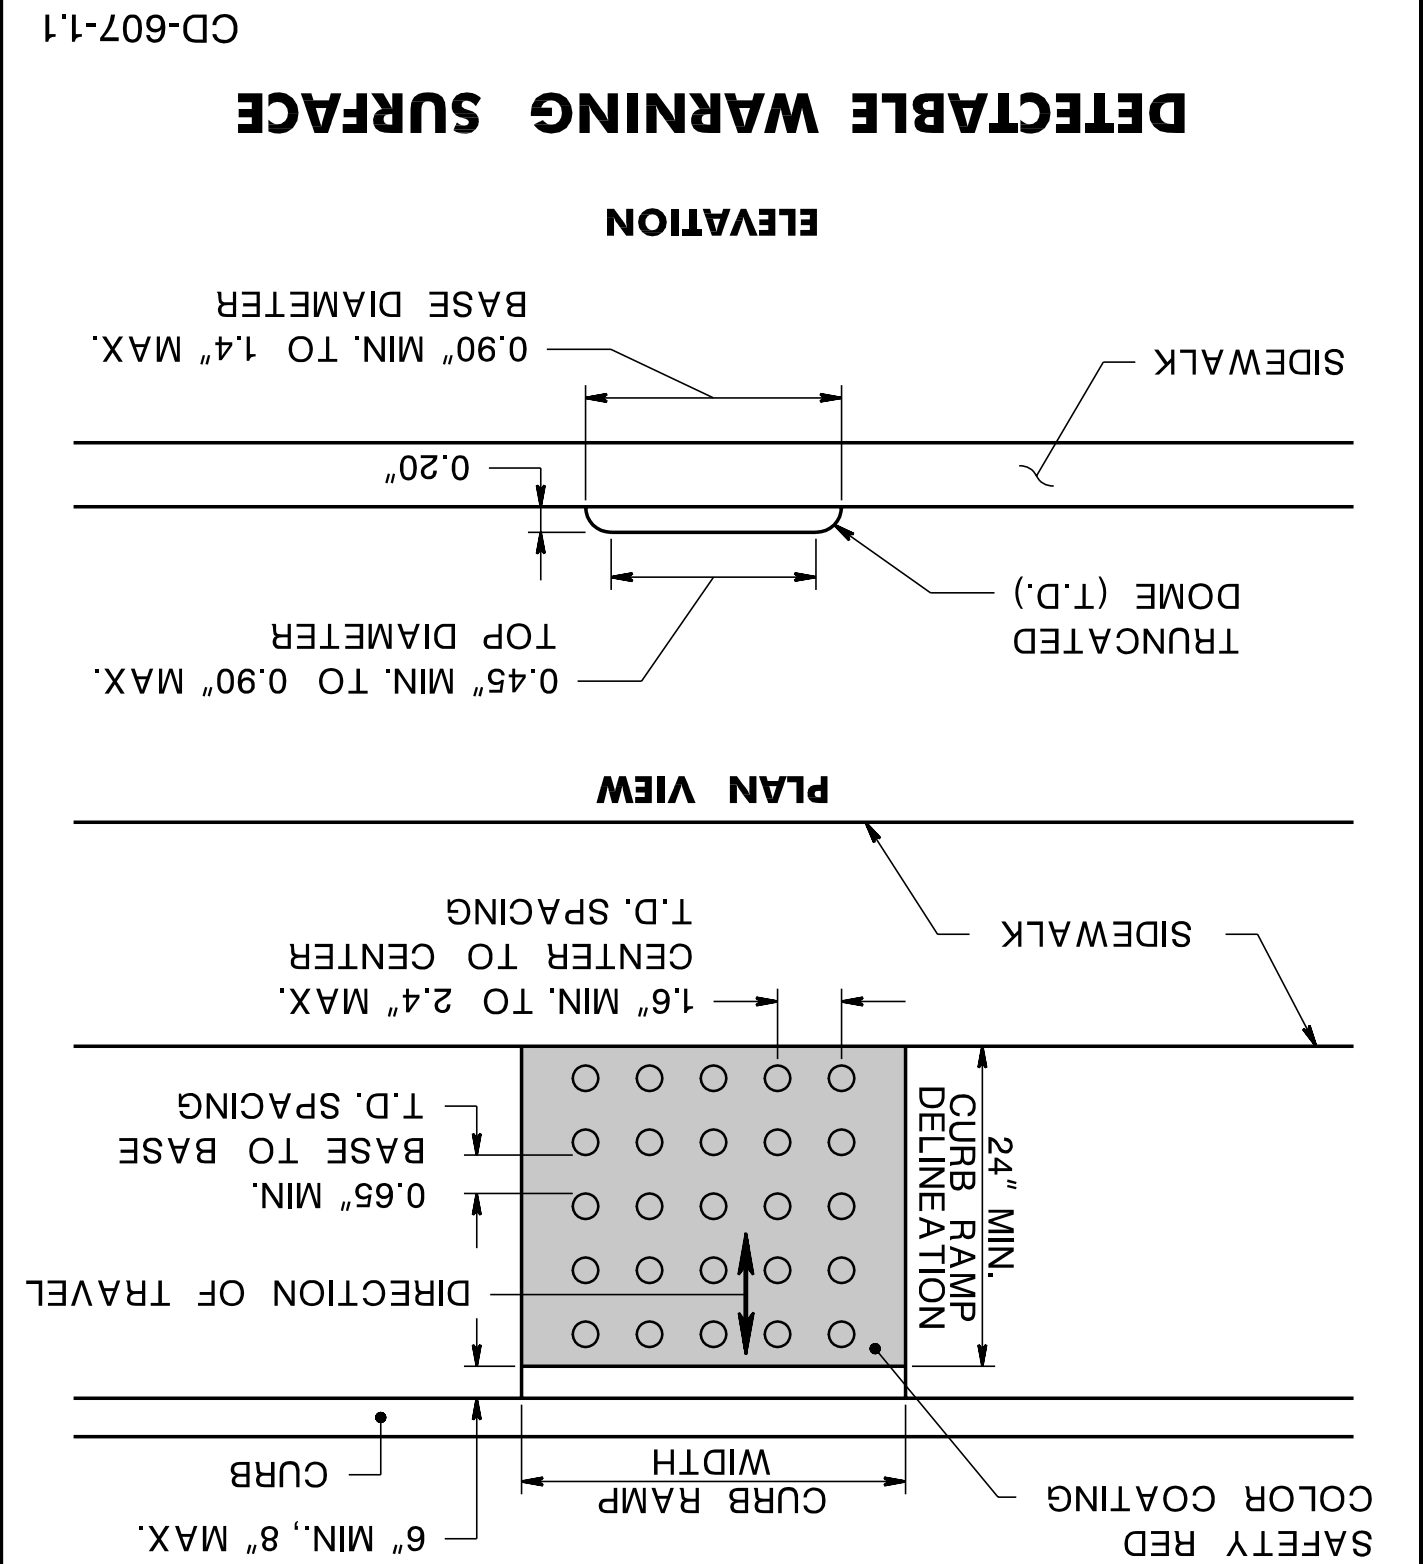 SAFETY RED
COLOR COATING
CURB RAMP
WIDTH
6" MIN., 8" MAX.
CURB
24" MIN.
CURB RAMP
DELINEATION
DIRECTION OF TRAVEL
0.65" MIN.
BASE TO BASE
T.D. SPACING
1.6" MIN. TO 2.4" MAX.
CENTER TO CENTER
T.D. SPACING
SIDEWALK
PLAN VIEW
0.45" MIN. TO 0.90" MAX.
TOP DIAMETER
TRUNCATED
DOME (T.D.)
0.20"
SIDEWALK
0.90" MIN. TO 1.4" MAX.
BASE DIAMETER
ELEVATION
DETECTABLE WARNING SURFACE
CD-607-1.1